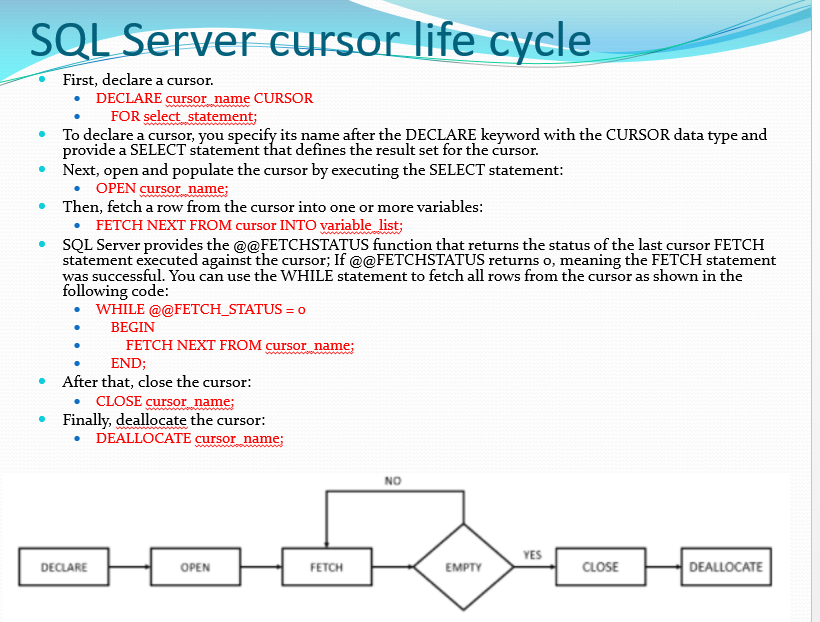 SQL Server cursor life cycle
First, declare a cursor.
DECLARE cursor_name CURSOR
FOR select_statement;
To declare a cursor, you specify its name after the DECLARE keyword with the CURSOR data type and
provide a SELECT statement that defines the result set for the cursor.
Next, open and populate the cursor by executing the SELECT statement:
OPEN cursor_name;
Then, fetch a row from the cursor into one or more variables:
FETCH NEXT FROM cursor INTO variable_list;
SQL Server provides the @@FETCHSTATUS function that returns the status of the last cursor FETCH
statement executed against the cursor; If @@FETCHSTATUS returns 0, meaning the FETCH statement
was successful. You can use the WHILE statement to fetch all rows from the cursor as shown in the
following code:
WHILE @@FETCH_STATUS = 0
BEGIN
FETCH NEXT FROM cursor_name;
END;
After that, close the cursor:
CLOSE cursor_name;
Finally, deallocate the cursor:
DEALLOCATE cursor_name;
NO
DECLARE
OPEN
FETCH
EMPTY
YES
CLOSE
DEALLOCATE